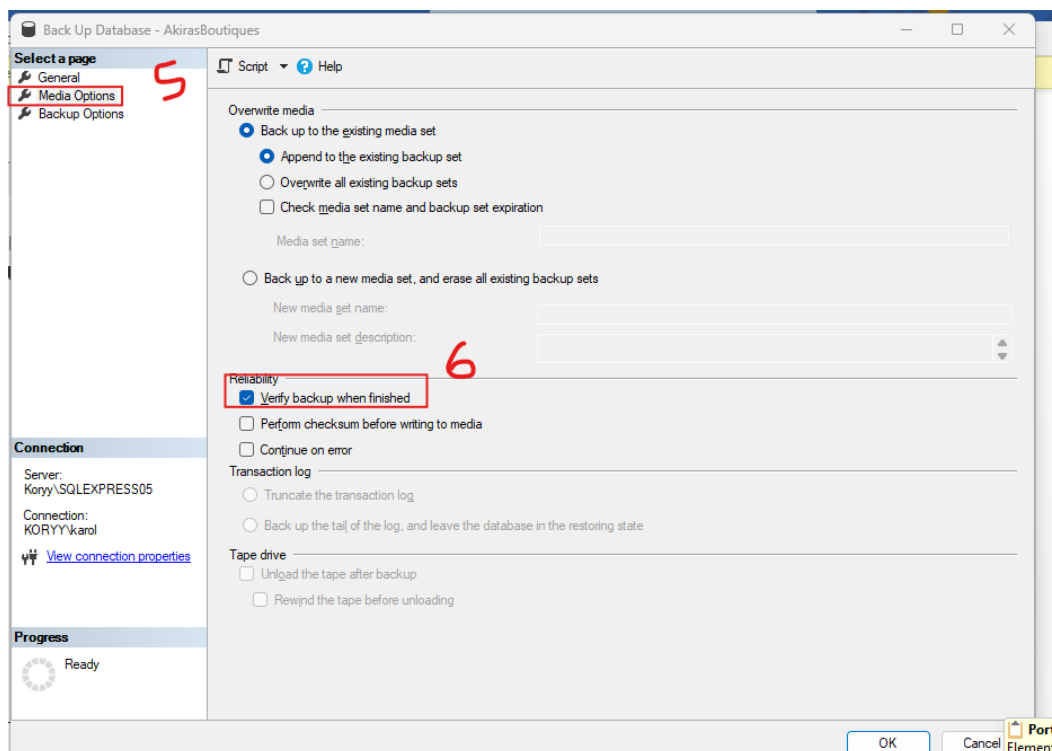 Back Up Database - AkirasBoutiques
Select a page
General
Media Options
Backup Options
5
Script
Help
Overwrite media
Back up to the existing media set
Append to the existing backup set
Overwrite all existing backup sets
Check media set name and backup set expiration
Media set name:
Back up to a new media set, and erase all existing backup sets
New media set name:
New media set description:
6
Reliability
Verify backup when finished
Perform checksum before writing to media
Continue on error
Transaction log
Truncate the transaction log
Back up the tail of the log, and leave the database in the restoring state
Tape drive
Unload the tape after backup
Rewind the tape before unloading
Connection
Server:
Koryy\SQLEXPRESS05
Connection:
KORYY\karol
View connection properties
Progress
Ready
OK
Cancel
Port
Element